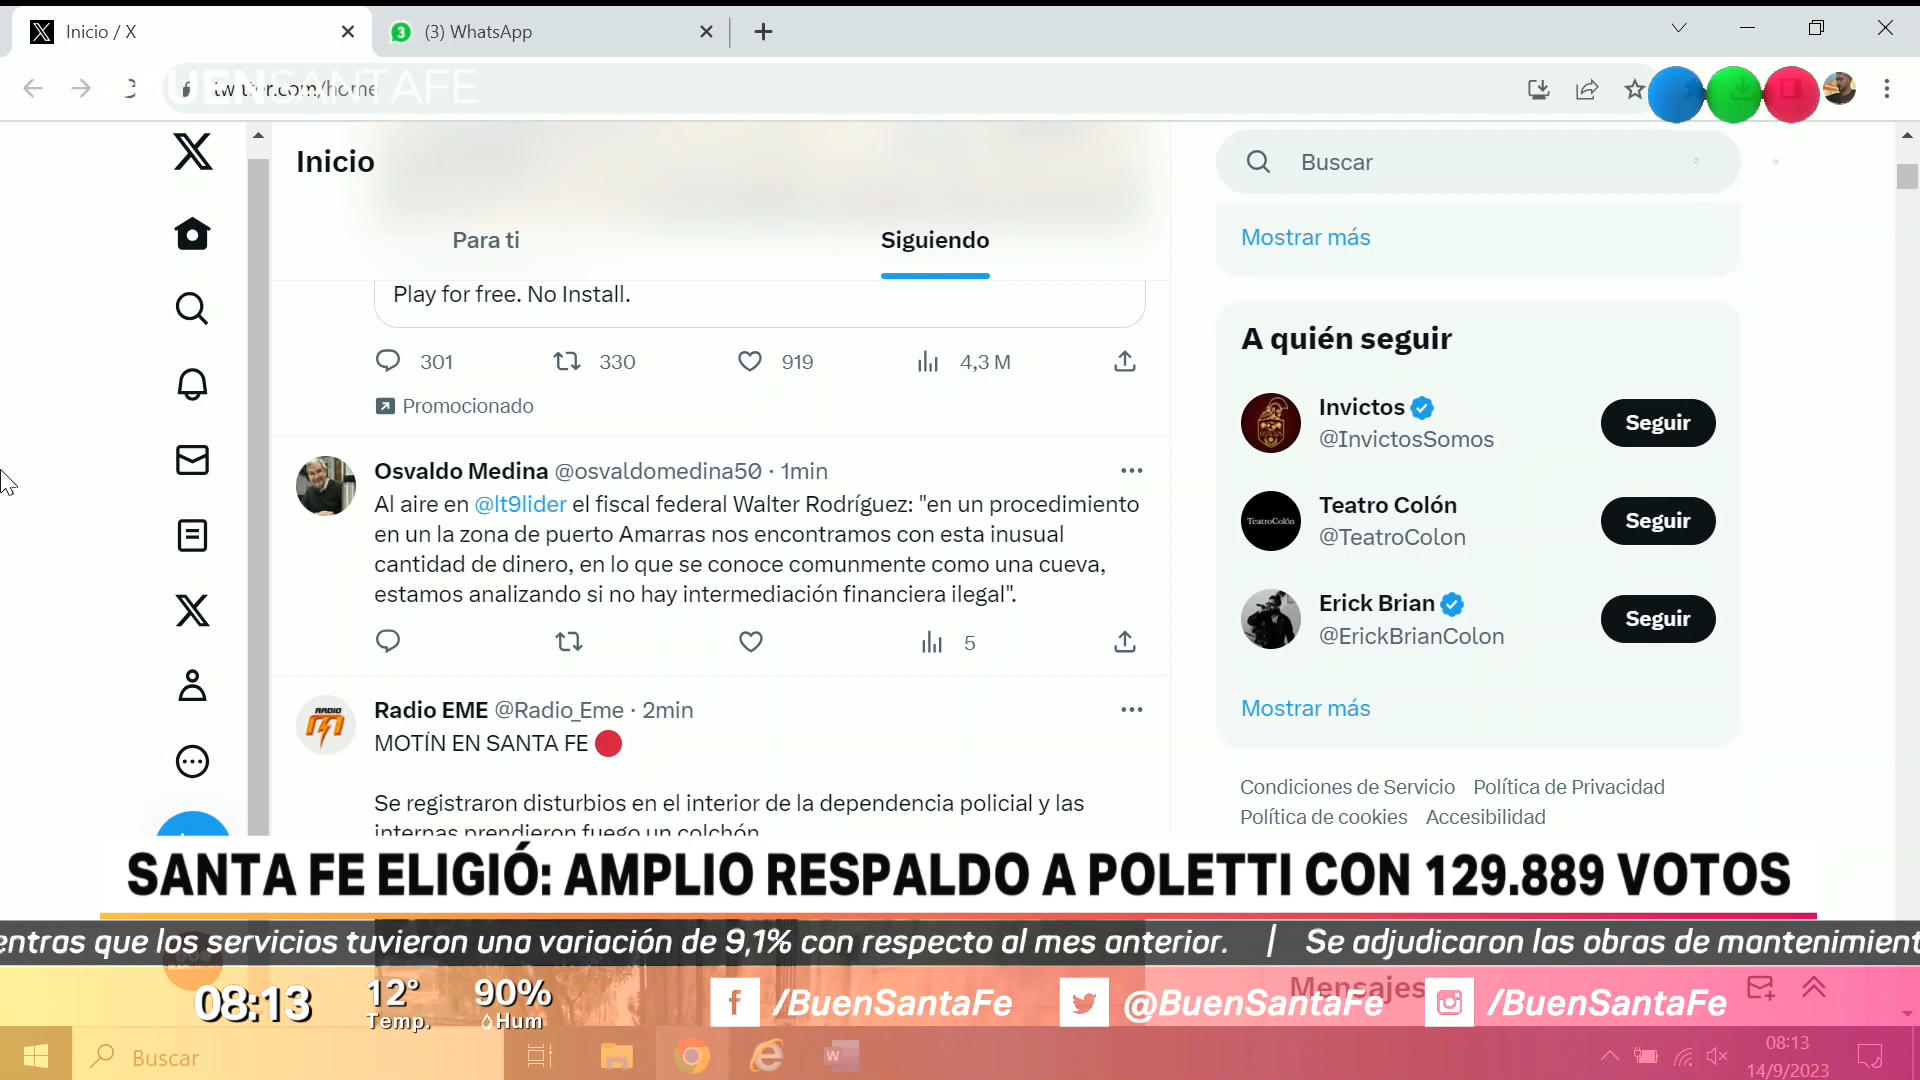 Inicio / X
(3) WhatsApp
UENSANTAFE
twitter.com/home
Inicio
Buscar
Para ti
Siguiendo
Mostrar más
Play for free. No Install.
301
330
919
4,3 M
Promocionado
Osvaldo Medina @osvaldomedina50 · 1min
Al aire en @lt9lider el fiscal federal Walter Rodríguez: "en un procedimiento
en un la zona de puerto Amarras nos encontramos con esta inusual
cantidad de dinero, en lo que se conoce comunmente como una cueva,
estamos analizando si no hay intermediación financiera ilegal".
5
Radio EME @Radio_Eme · 2min
MOTÍN EN SANTA FE
Se registraron disturbios en el interior de la dependencia policial y las
internas prendieron fuego un colchón
A quién seguir
Invictos
@InvictosSomos
Seguir
TeatroColón
Teatro Colón
@TeatroColon
Seguir
Erick Brian
@ErickBrianColon
Seguir
Mostrar más
Condiciones de Servicio Política de Privacidad
Política de cookies Accesibilidad
SANTA FE ELIGIÓ: AMPLIO RESPALDO A POLETTI CON 129.889 VOTOS
entras que los servicios tuvieron una variación de 9,1% con respecto al mes anterior. | Se adjudicaron las obras de mantenimient
Mensajes
08:13
12°
Temp.
90%
Hum
/BuenSantaFe
@BuenSantaFe
/BuenSantaFe
Buscar
08:13
14/9/2023